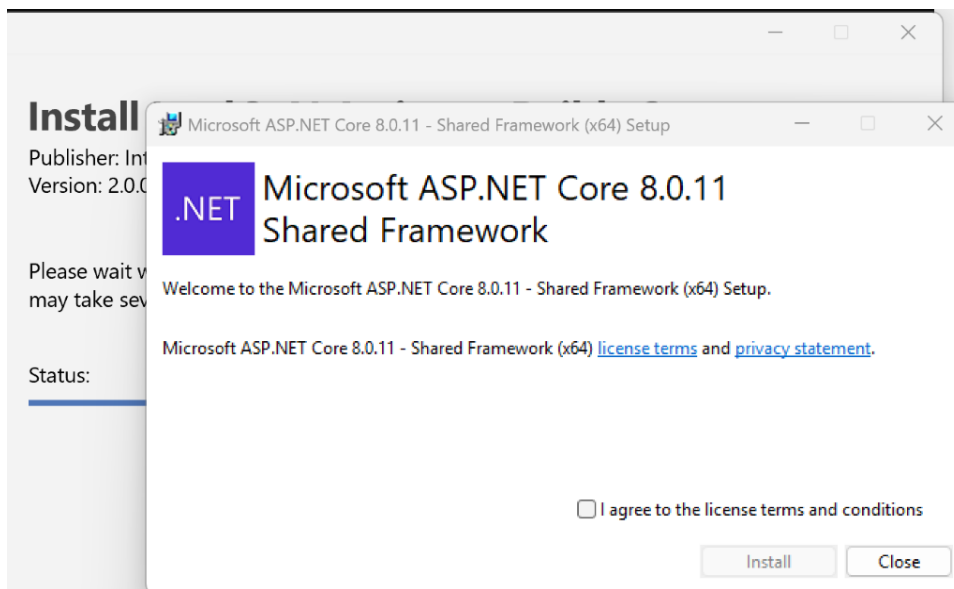 Install
Publisher: Int
Version: 2.0.0
Please wait w
may take sev
Status:
Microsoft ASP.NET Core 8.0.11 - Shared Framework (x64) Setup
.NET
Microsoft ASP.NET Core 8.0.11
Shared Framework
Welcome to the Microsoft ASP.NET Core 8.0.11 - Shared Framework (x64) Setup.
Microsoft ASP.NET Core 8.0.11 - Shared Framework (x64) license terms and privacy statement.
I agree to the license terms and conditions
Install
Close